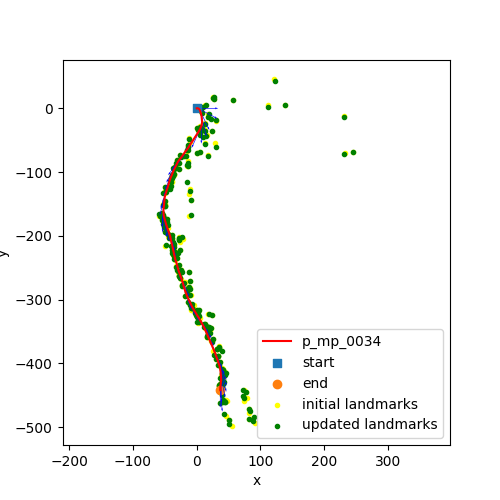 0
−100
−200
−300
−400
−500
y
−200
−100
0
100
200
300
x
p_mp_0034
start
end
initial landmarks
updated landmarks